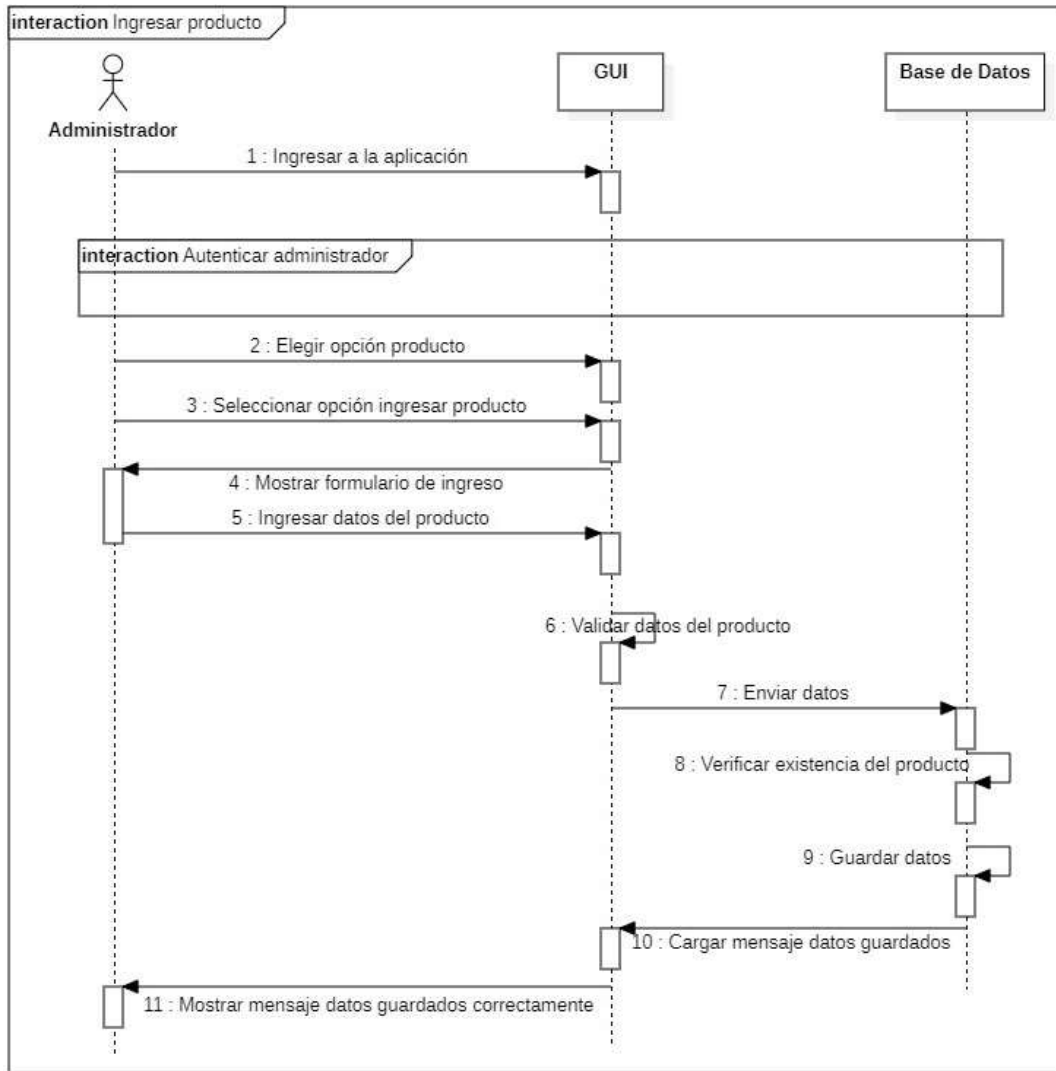 interaction Ingresar producto
GUI
Base de Datos
Administrador
1 : Ingresar a la aplicación
interaction Autenticar administrador
2 : Elegir opción producto
3 : Seleccionar opción ingresar producto
4 : Mostrar formulario de ingreso
5 : Ingresar datos del producto
6 : Validar datos del producto
7 : Enviar datos
8 : Verificar existencia del producto
9 : Guardar datos
10 : Cargar mensaje datos guardados
11 : Mostrar mensaje datos guardados correctamente